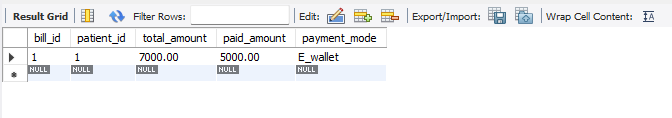 Result Grid Filter Rows: Edit: Export/Import: Wrap Cell Content:
bill_id patient_id total_amount paid_amount payment_mode
1 1 7000.00 5000.00 E_wallet
NULL NULL NULL NULL NULL